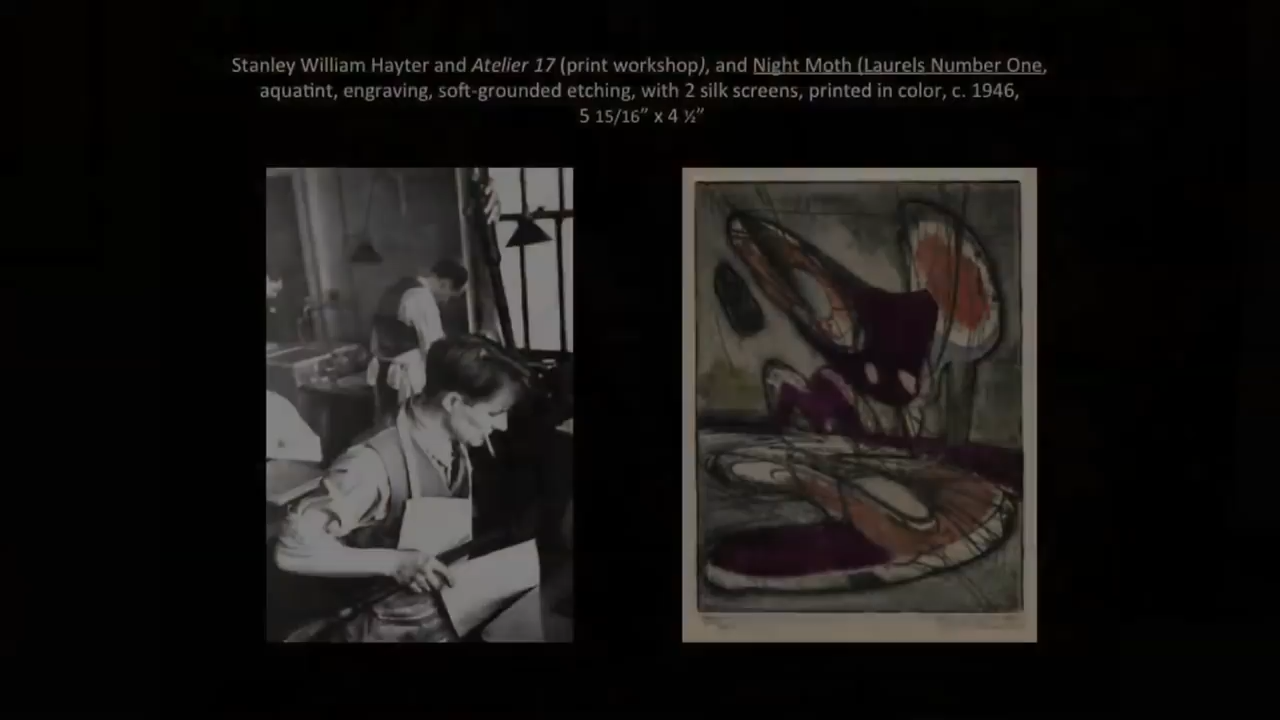 Stanley William Hayter and Atelier 17 (print workshop), and Night Moth (Laurels Number One,
aquatint, engraving, soft-grounded etching, with 2 silk screens, printed in color, c. 1946,
5 15/16” x 4 ½”